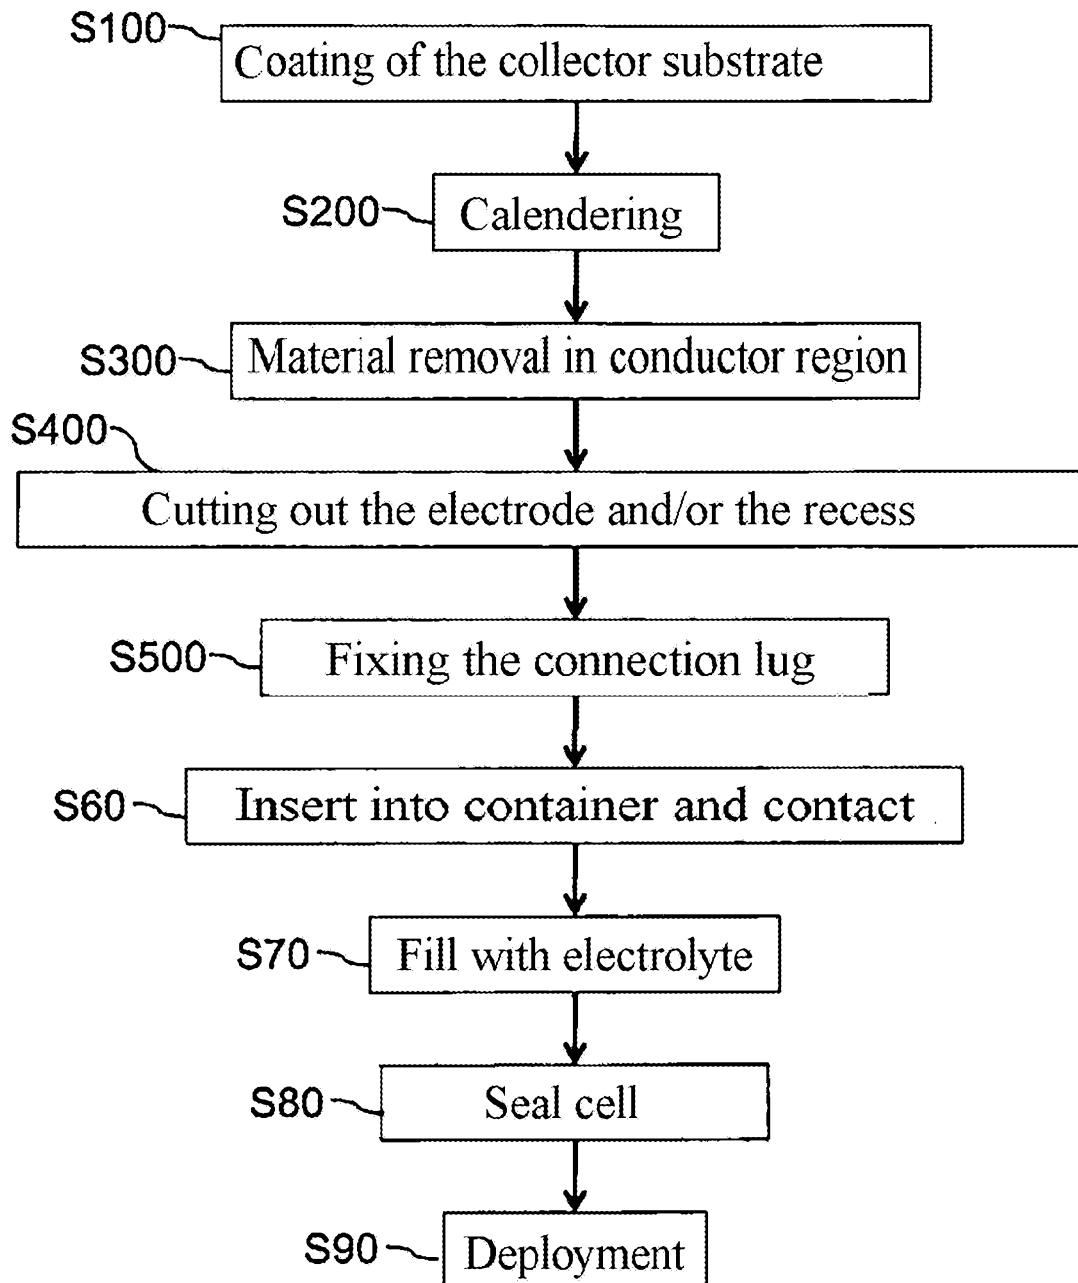 S100
Coating of the collector substrate
S200
Calendering
S300
Material removal in conductor region
S400
Cutting out the electrode and/or the recess
S500
Fixing the connection lug
S60
Insert into container and contact
S70
Fill with electrolyte
S80
Seal cell
S90
Deployment